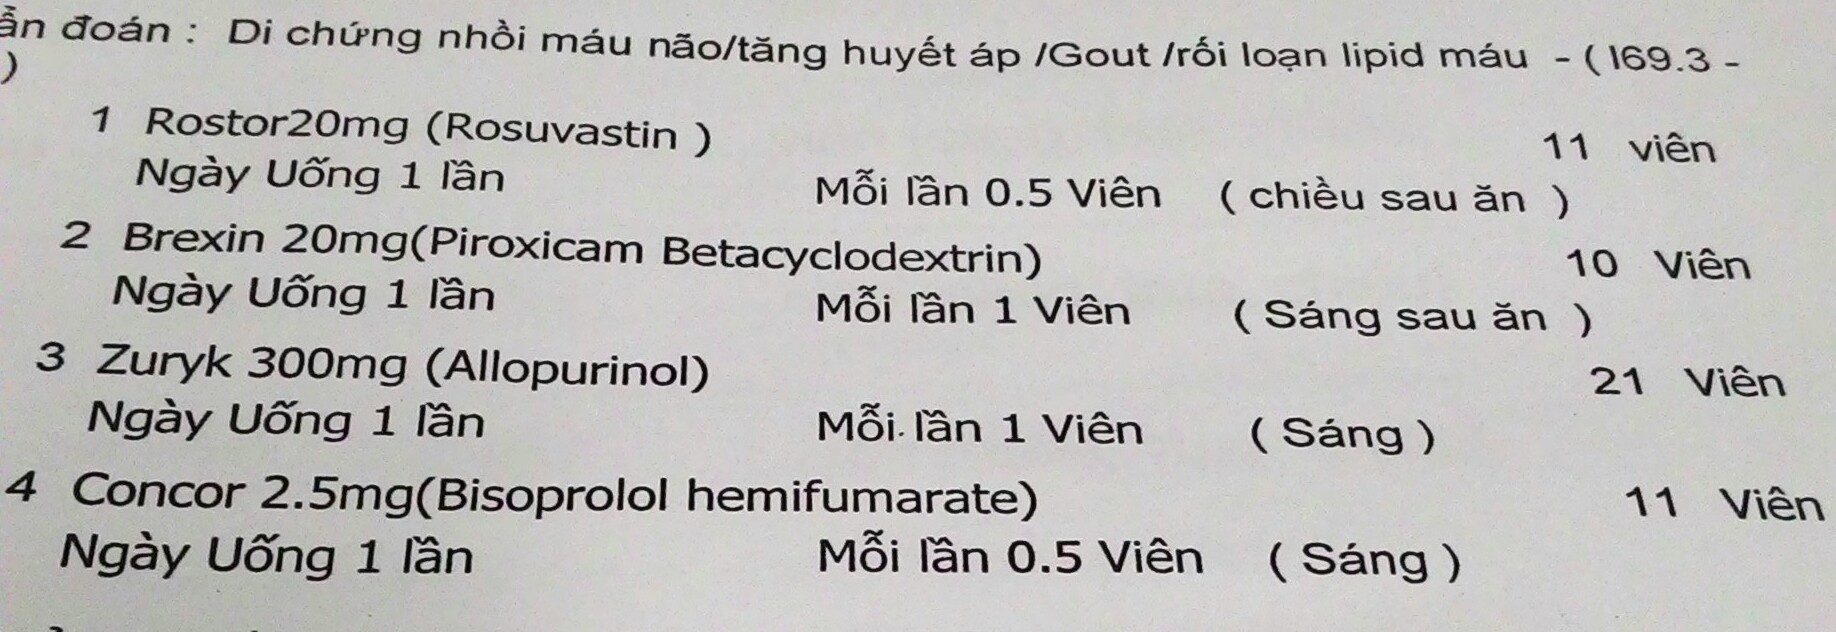 ẩn đoán : Di chứng nhồi máu não/tăng huyết áp /Gout /rối loạn lipid máu - ( I69.3 -
)
1 Rostor20mg (Rosuvastin ) 11 viên
Ngày Uống 1 lần Mỗi lần 0.5 Viên ( chiều sau ăn )
2 Brexin 20mg(Piroxicam Betacyclodextrin) 10 Viên
Ngày Uống 1 lần Mỗi lần 1 Viên ( Sáng sau ăn )
3 Zuryk 300mg (Allopurinol) 21 Viên
Ngày Uống 1 lần Mỗi lần 1 Viên ( Sáng )
4 Concor 2.5mg(Bisoprolol hemifumarate) 11 Viên
Ngày Uống 1 lần Mỗi lần 0.5 Viên ( Sáng )